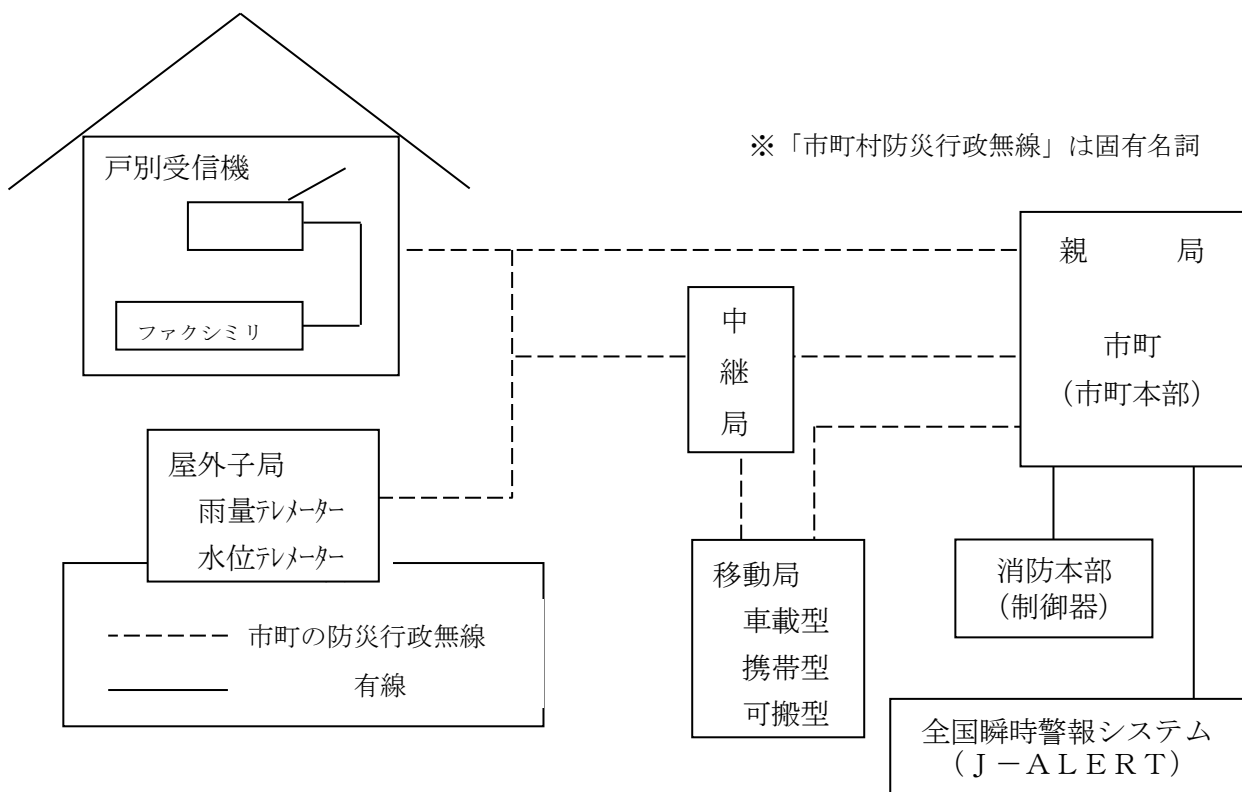 ※「市町村防災行政無線」は固有名詞
戸別受信機
ファクシミリ
親　　局
市町
（市町本部）
中
継
局
屋外子局
雨量ﾃﾚﾒｰﾀｰ
水位ﾃﾚﾒｰﾀｰ
移動局
車載型
携帯型
可搬型
消防本部
（制御器）
全国瞬時警報システム
（Ｊ－ＡＬＥＲＴ）
市町の防災行政無線
有線